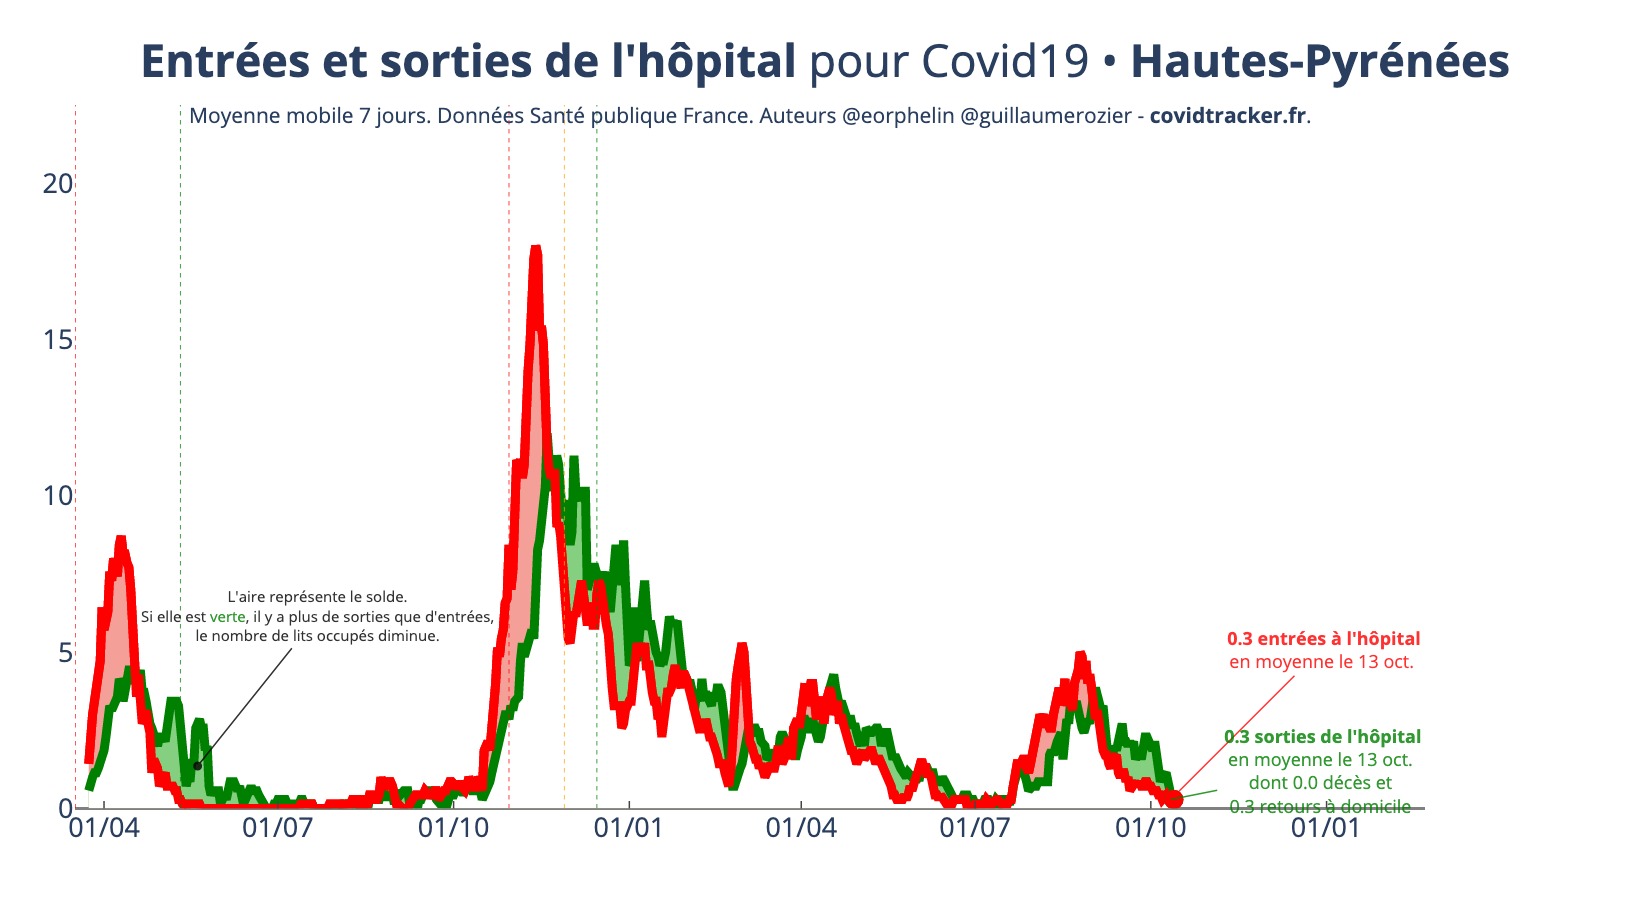 Entrées et sorties de l'hôpital pour Covid19 • Hautes-Pyrénées
Moyenne mobile 7 jours. Données Santé publique France. Auteurs @eorphelin @guillaumerozier - covidtracker.fr.
20
15
10
5
0
L'aire représente le solde.
Si elle est verte, il y a plus de sorties que d'entrées,
le nombre de lits occupés diminue.
0.3 entrées à l'hôpital
en moyenne le 13 oct.
0.3 sorties de l'hôpital
en moyenne le 13 oct.
dont 0.0 décès et
0.3 retours à domicile
01/04
01/07
01/10
01/01
01/04
01/07
01/10
01/01